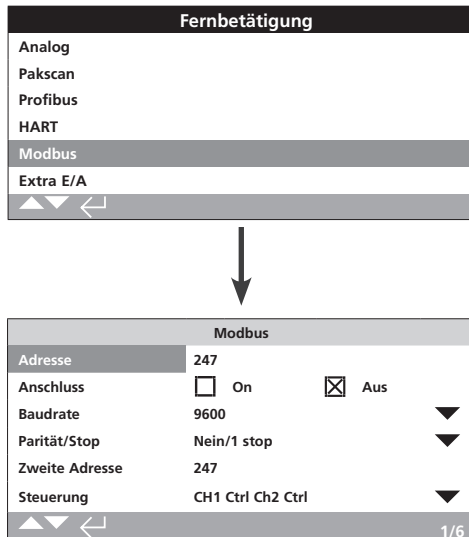 Fernbetätigung
Analog
Pakscan
Profibus
HART
Modbus
Extra E/A
Modbus
Adresse 247
Anschluss On Aus
Baudrate 9600
Parität/Stop Nein/1 stop
Zweite Adresse 247
Steuerung CH1 Ctrl Ch2 Ctrl
1/6